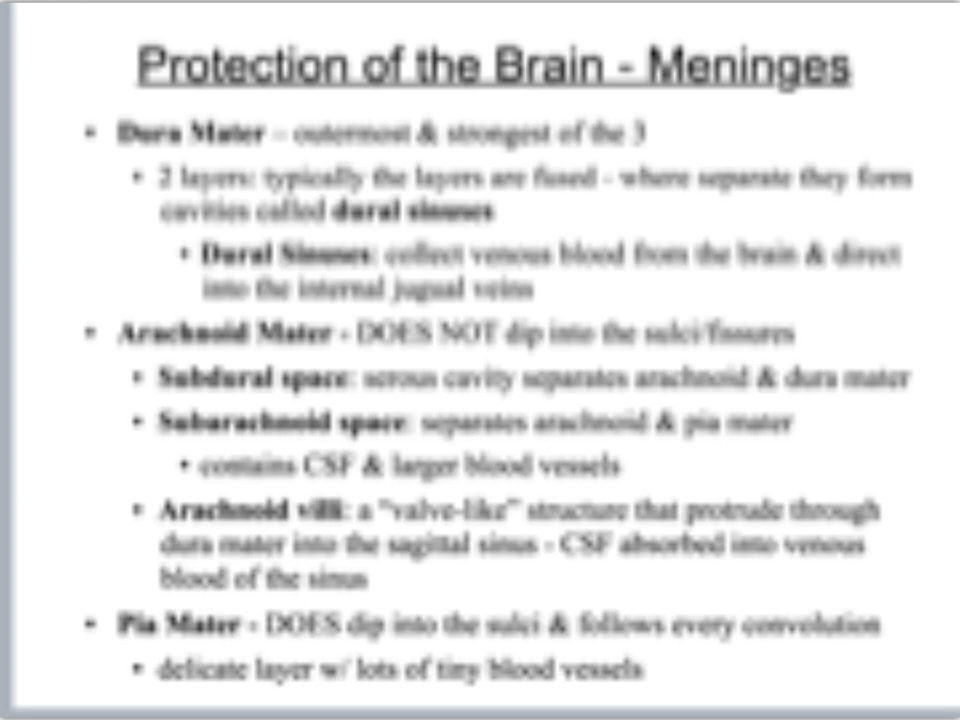 Protection of the Brain - Meninges
• Dura Mater – outermost & strongest of the 3
• 2 layers: typically the layers are fused - where separate they form
cavities called dural sinuses
• Dural Sinuses: collect venous blood from the brain & direct
into the internal jugual veins
• Arachnoid Mater - DOES NOT dip into the sulci/fissures
• Subdural space: serous cavity separates arachnoid & dura mater
• Subarachnoid space: separates arachnoid & pia mater
• contains CSF & larger blood vessels
• Arachnoid villi: a “valve-like” structure that protrude through
dura mater into the sagittal sinus - CSF absorbed into venous
blood of the sinus
• Pia Mater - DOES dip into the sulci & follows every convolution
• delicate layer w/ lots of tiny blood vessels